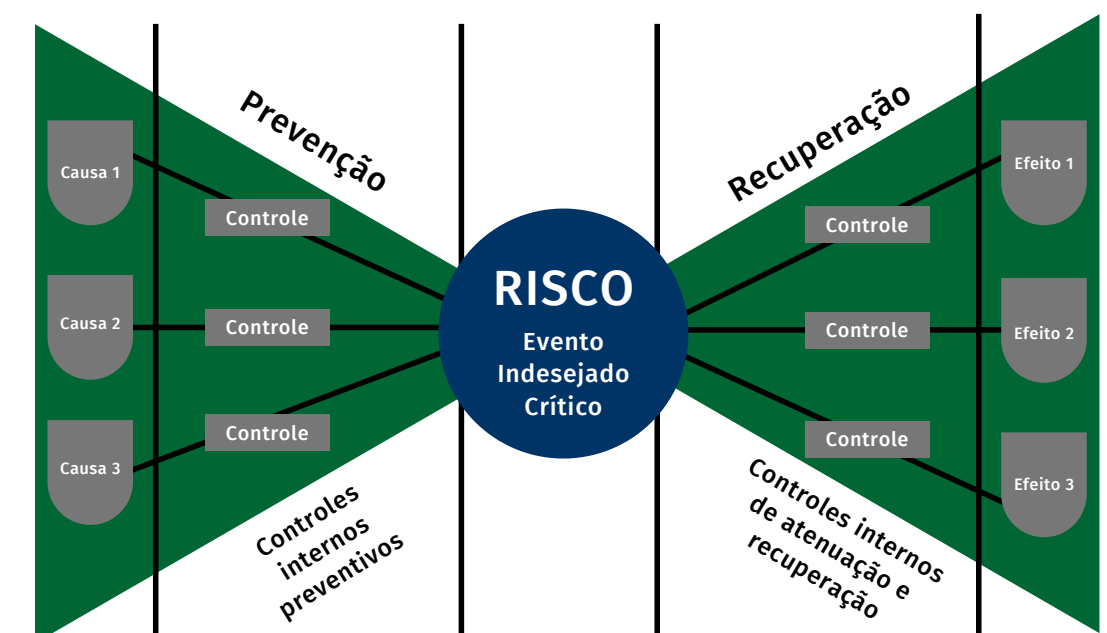 Prevenção
Recuperação
Causa 1
Controle
Causa 2
Controle
Causa 3
Controle
RISCO
Evento
Indesejado
Crítico
Controle
Efeito 1
Controle
Efeito 2
Controle
Efeito 3
Controles
internos
preventivos
Controles internos
de atenuação e
recuperação